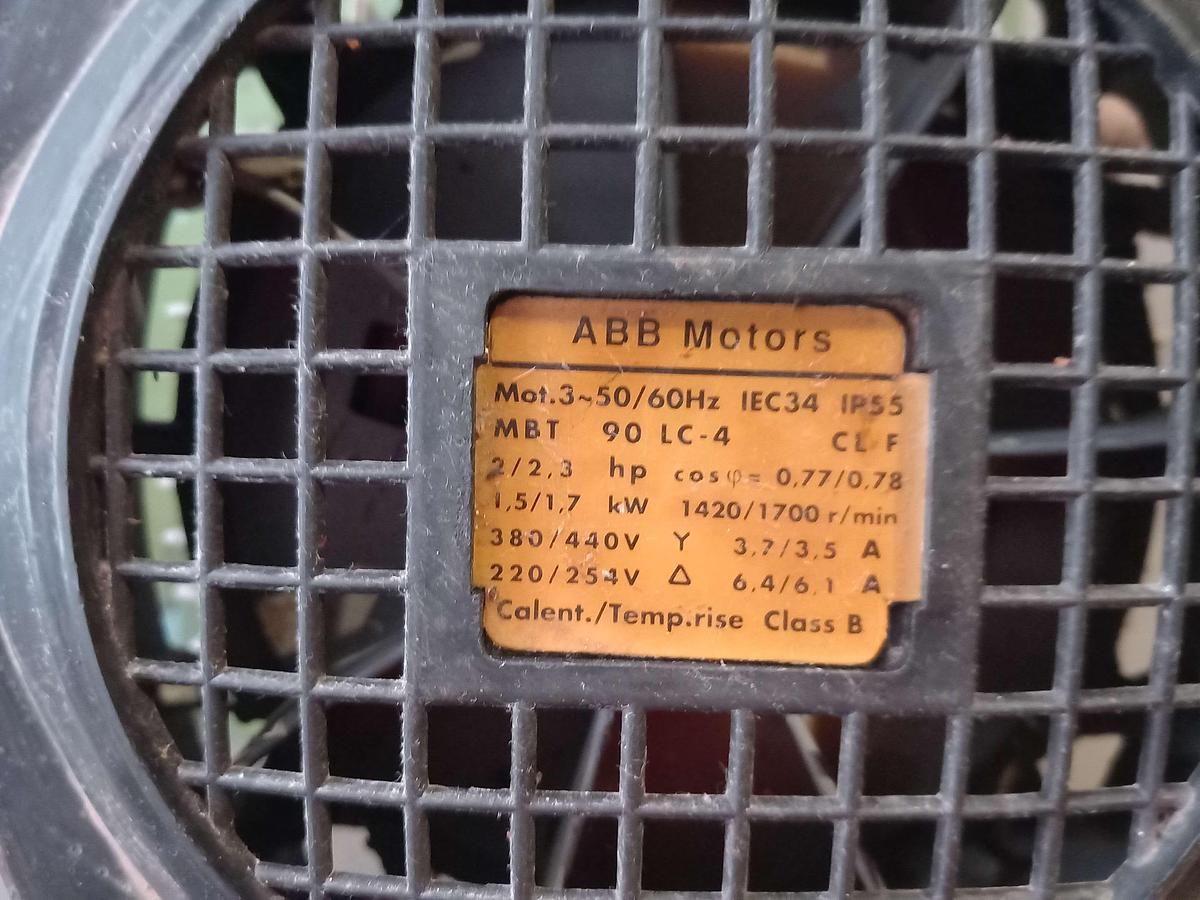 ABB Motors
Mot.3~50/60Hz IEC34 IP55
MBT 90 LC-4 CL F
2/2,3 hp cosφ= 0,77/0,78
1,5/1,7 kW 1420/1700 r/min
380/440V Y 3,7/3,5 A
220/254V Δ 6,4/6,1 A
Calent./Temp.rise Class B